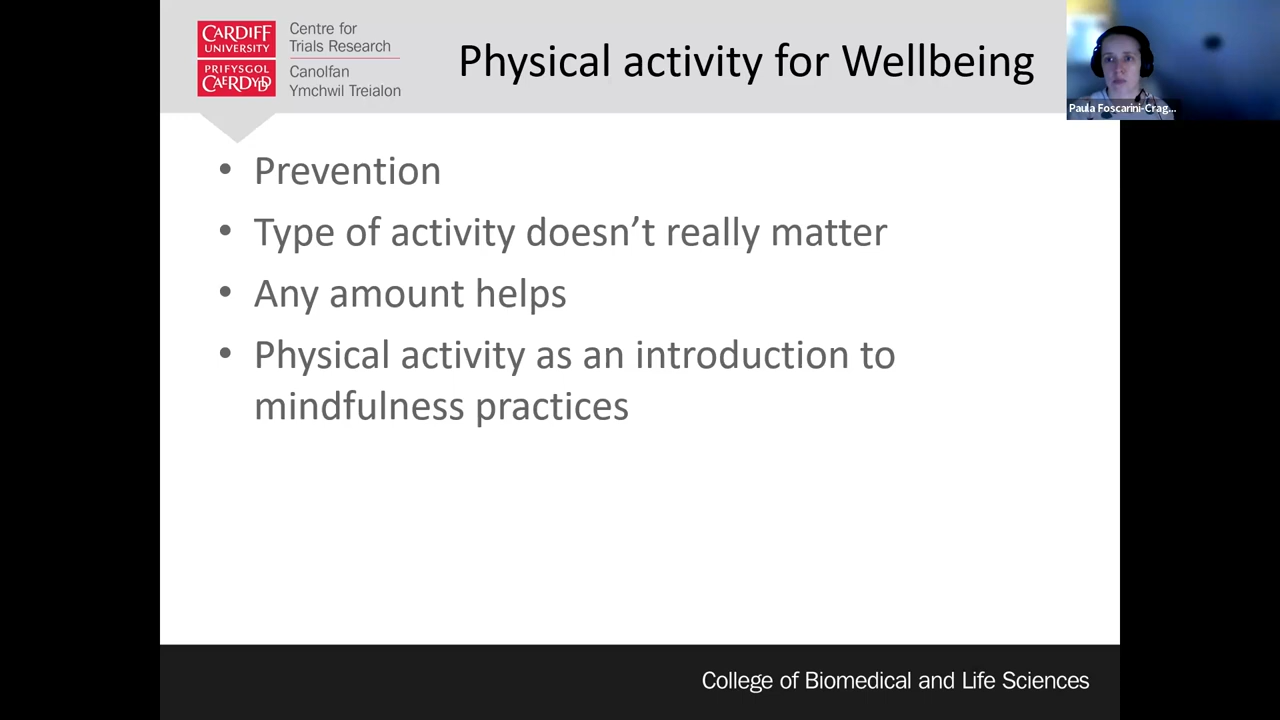 CARDIFF
UNIVERSITY
PRIFYSGOL
CAERDYDD
Centre for
Trials Research
Canolfan
Ymchwil Treialon
Physical activity for Wellbeing
Paula Foscarini-Crag...
• Prevention
• Type of activity doesn’t really matter
• Any amount helps
• Physical activity as an introduction to
mindfulness practices
College of Biomedical and Life Sciences